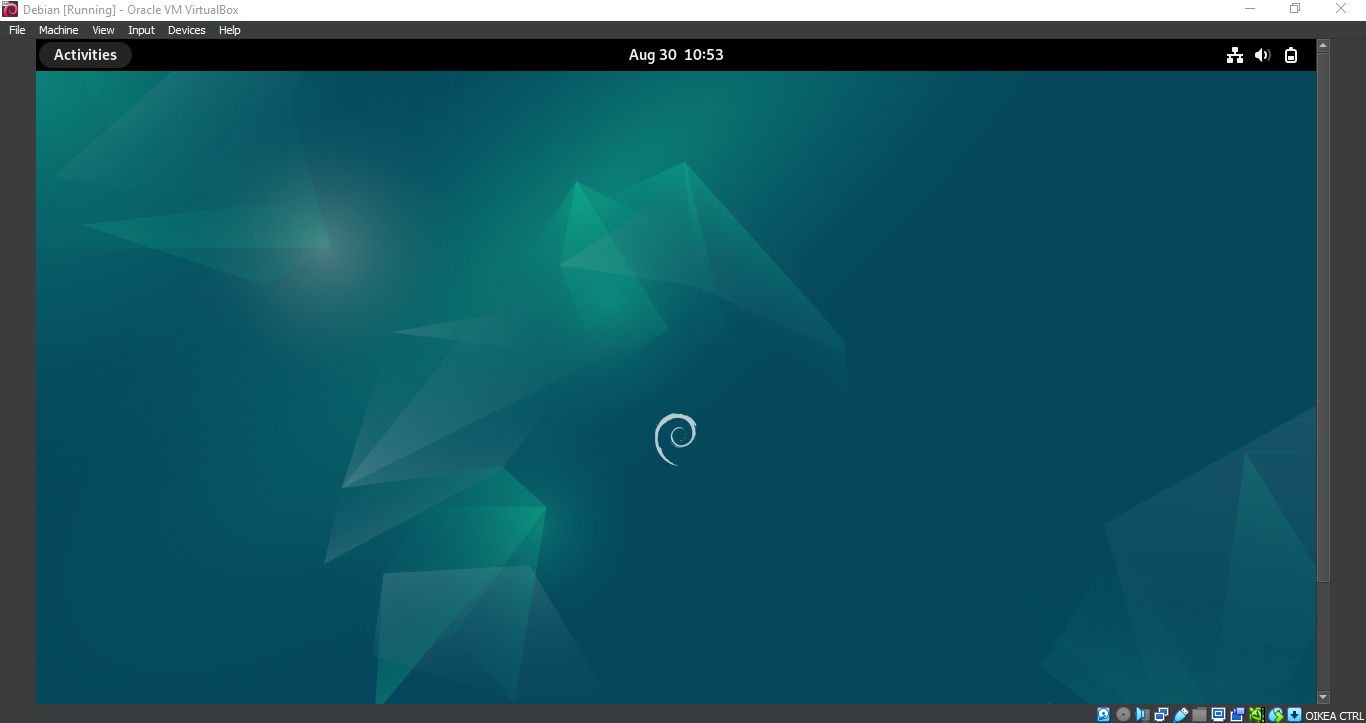 Debian [Running] - Oracle VM VirtualBox
File Machine View Input Devices Help
Activities Aug 30 10:53
OIKEA CTRL